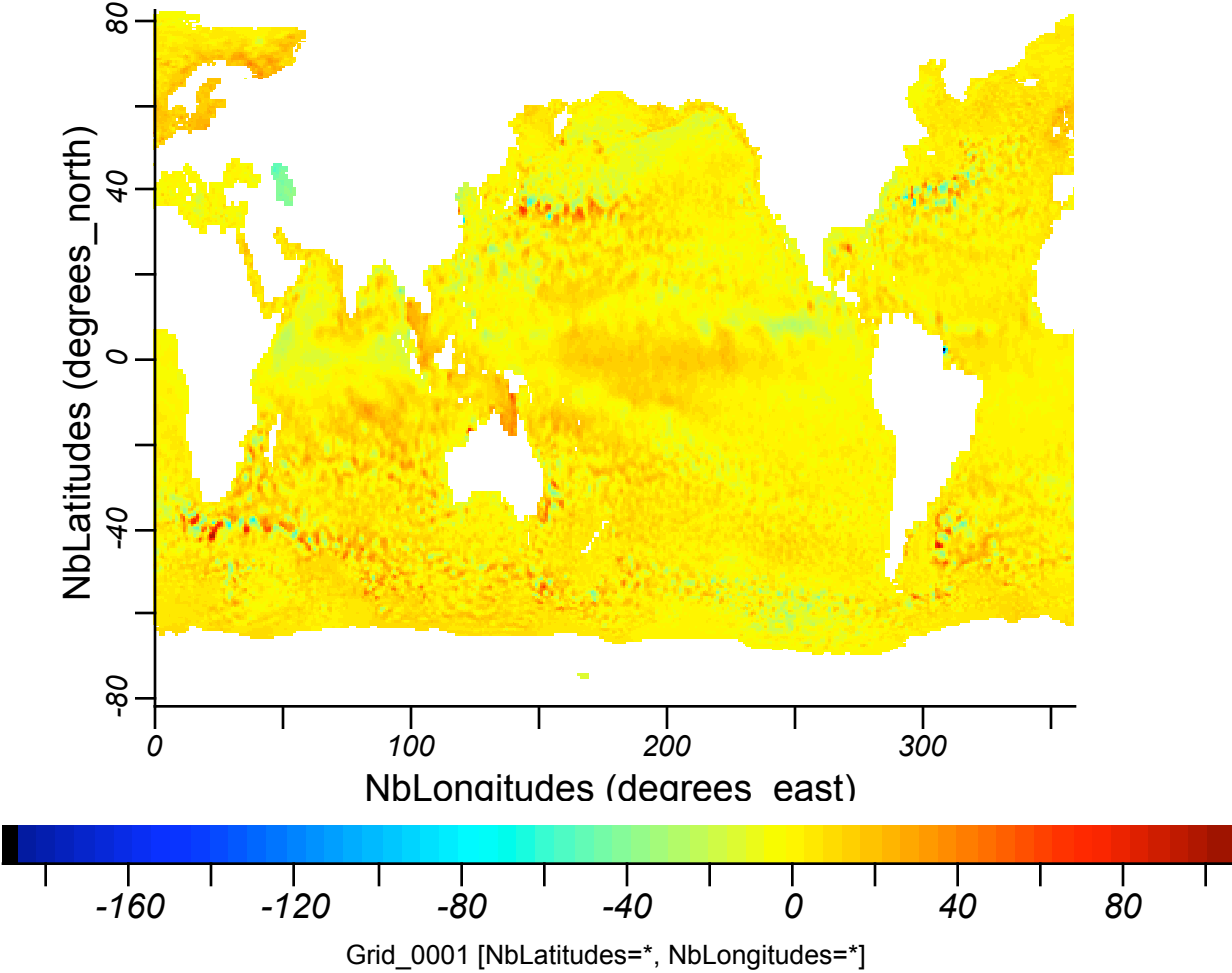 80
40
0
-40
-80
NbLatitudes (degrees_north)
0 100 200 300
NbLongitudes (degrees_east)
-160 -120 -80 -40 0 40 80
Grid_0001 [NbLatitudes=*, NbLongitudes=*]